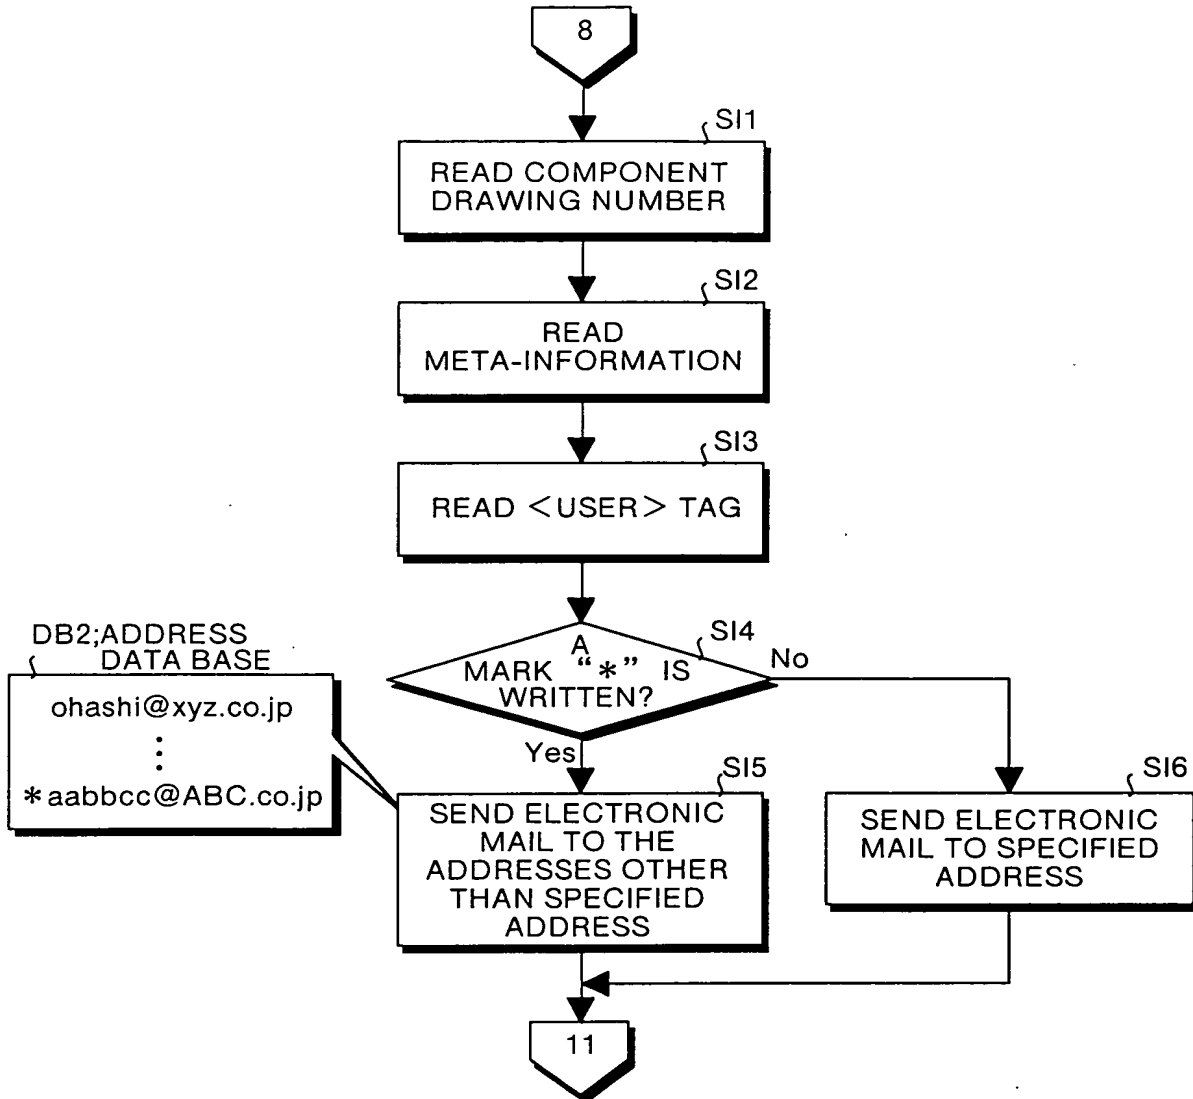 8
SI1
READ COMPONENT
DRAWING NUMBER
SI2
READ
META-INFORMATION
SI3
READ <USER> TAG
SI4
A
MARK “*” IS
WRITTEN?
No
Yes
DB2;ADDRESS
DATA BASE
ohashi@xyz.co.jp
*aabbcc@ABC.co.jp
SI5
SEND ELECTRONIC
MAIL TO THE
ADDRESSES OTHER
THAN SPECIFIED
ADDRESS
SI6
SEND ELECTRONIC
MAIL TO SPECIFIED
ADDRESS
11